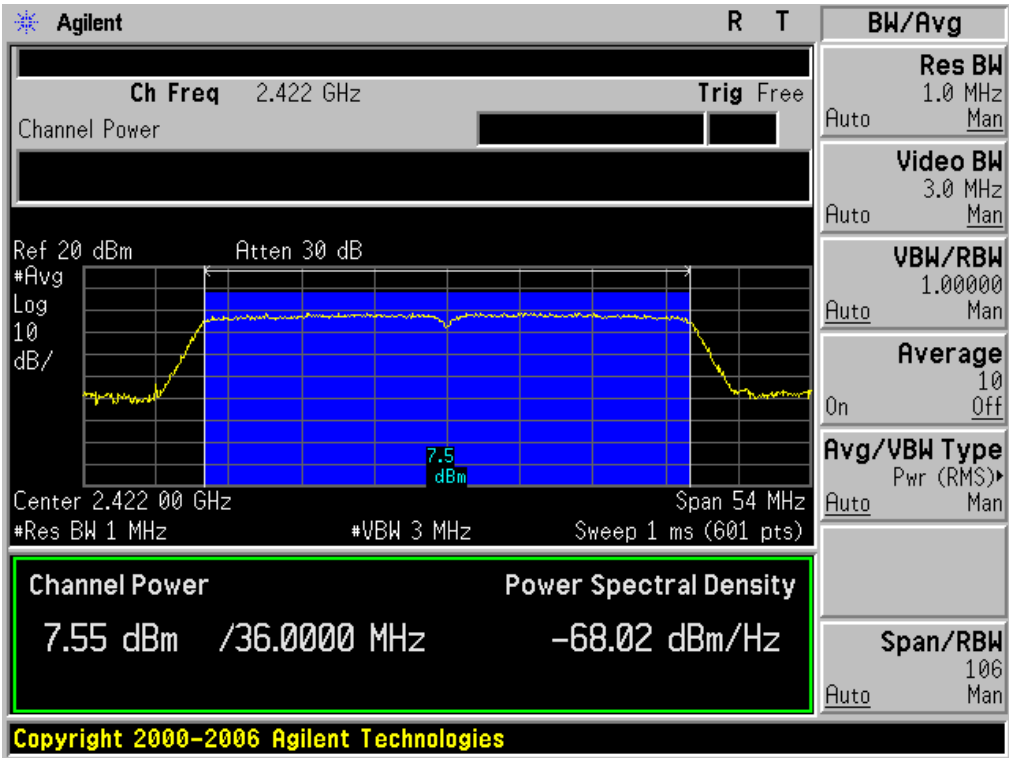 Agilent R T
Ch Freq 2.422 GHz Trig Free
Channel Power
Ref 20 dBm Atten 30 dB
#Avg
Log
10
dB/
7.5
dBm
Center 2.422 00 GHz Span 54 MHz
#Res BW 1 MHz #VBW 3 MHz Sweep 1 ms (601 pts)
Channel Power Power Spectral Density
7.55 dBm /36.0000 MHz -68.02 dBm/Hz
Copyright 2000-2006 Agilent Technologies
BW/Avg
Res BW
1.0 MHz
Auto Man
Video BW
3.0 MHz
Auto Man
VBW/RBW
1.00000
Auto Man
Average
10
On Off
Avg/VBW Type
Pwr (RMS)▸
Auto Man
Span/RBW
106
Auto Man